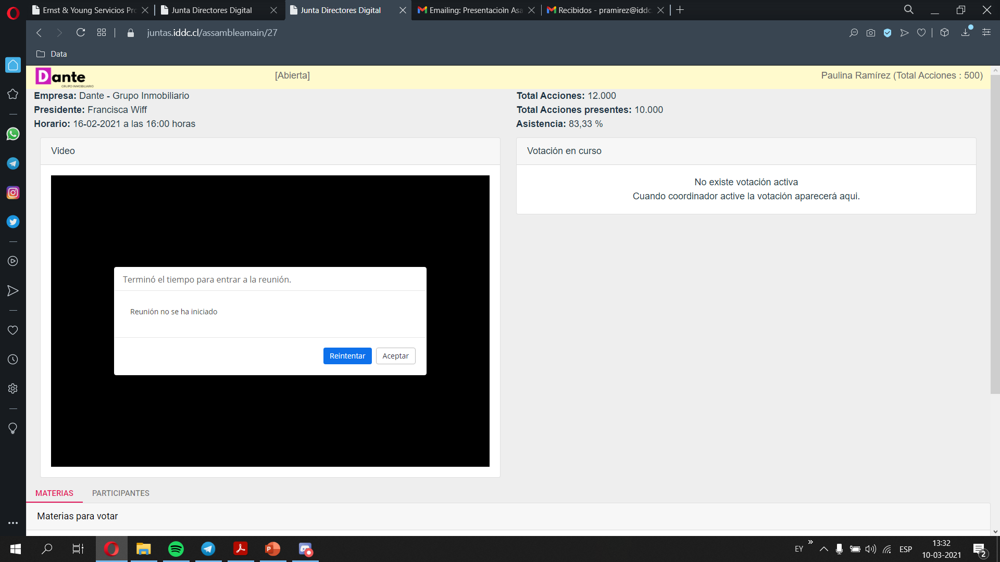 Ernst & Young Servicios Pro
Junta Directores Digital
Junta Directores Digital
Emailing: Presentacioìn Asa
Recibidos - pramirez@iddc.
juntas.iddc.cl/assambleamain/27
Data
Dante
GRUPO INMOBILIARIO
[Abierta]
Paulina Ramírez (Total Acciones : 500)
Empresa: Dante - Grupo Inmobiliario
Presidente: Francisca Wiff
Horario: 16-02-2021 a las 16:00 horas
Total Acciones: 12.000
Total Acciones presentes: 10.000
Asistencia: 83,33 %
Video
Terminó el tiempo para entrar a la reunión.
Reunión no se ha iniciado
Reintentar
Aceptar
Votación en curso
No existe votación activa
Cuando coordinador active la votación aparecerá aqui.
MATERIAS
PARTICIPANTES
Materias para votar
EY
ESP
13:32
10-03-2021
2